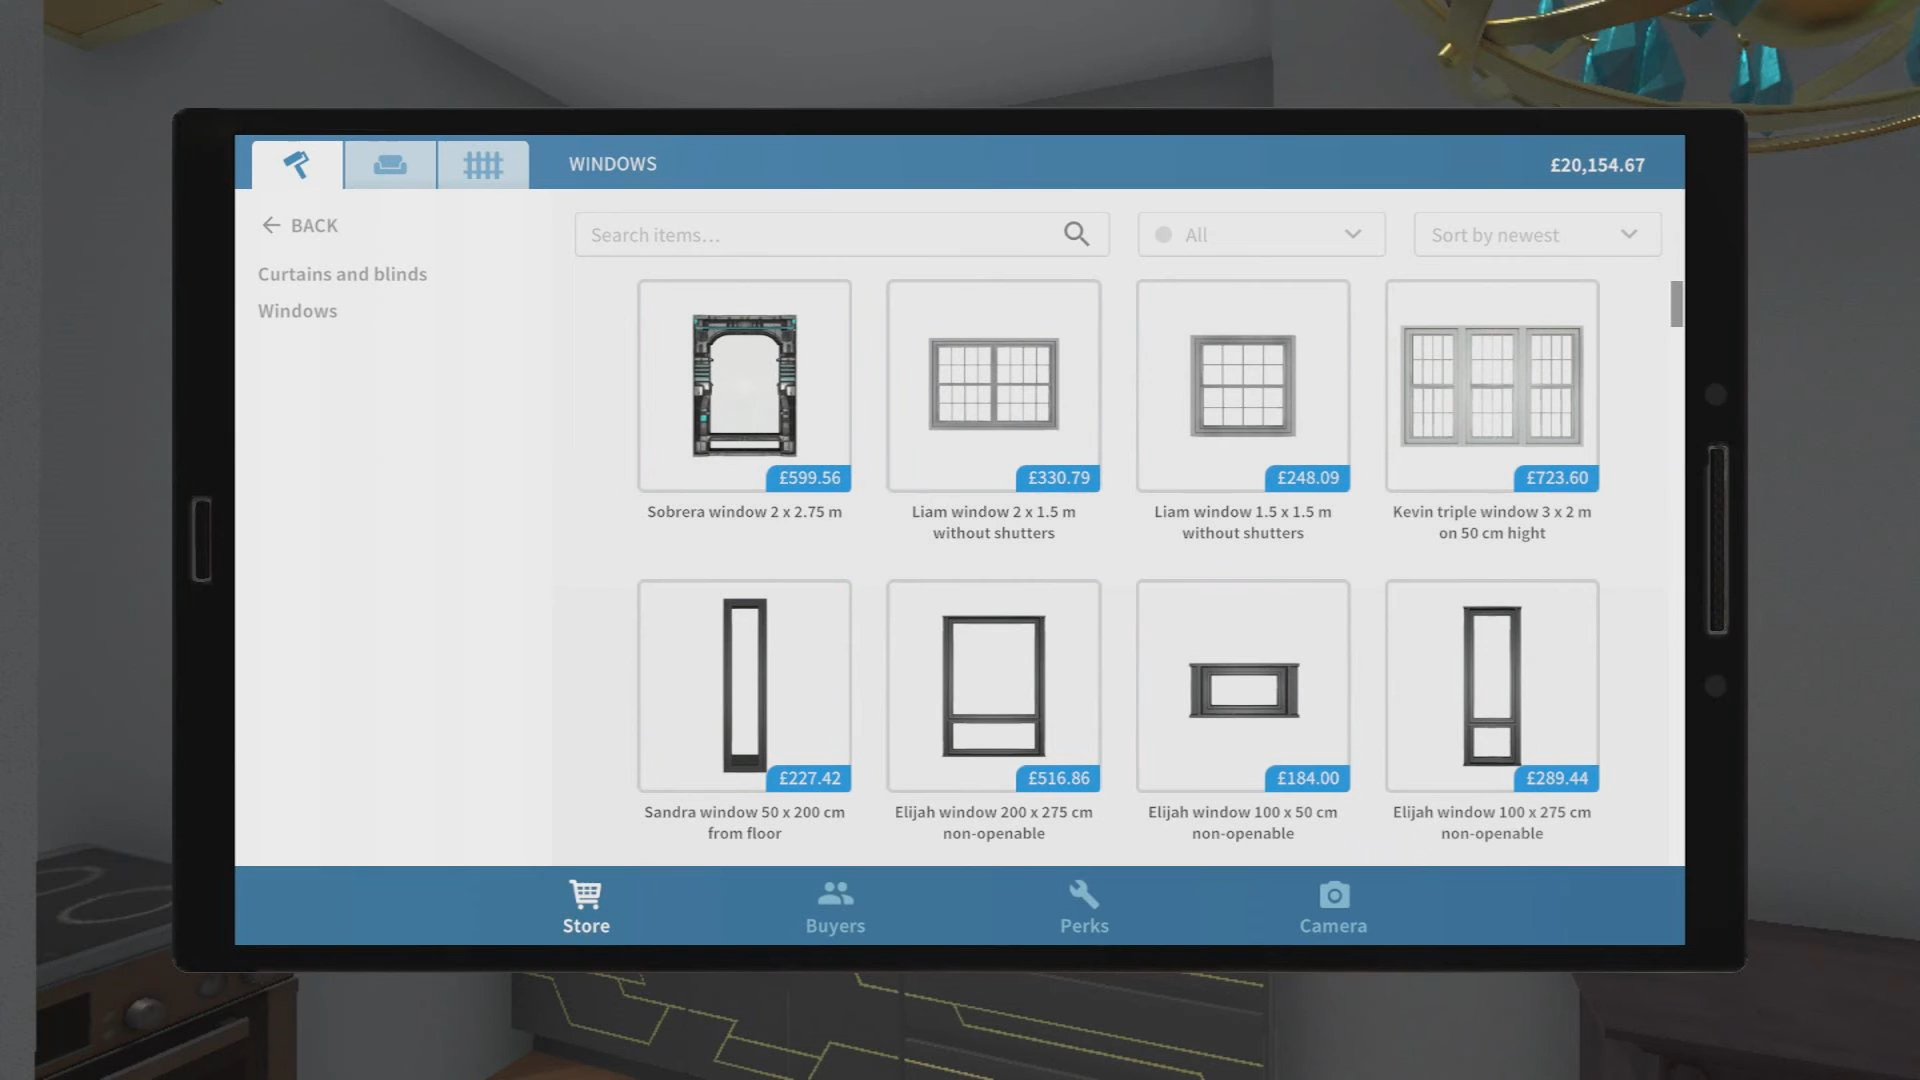 WINDOWS
£20,154.67
BACK
Curtains and blinds
Windows
Search items...
All
Sort by newest
£599.56
Sobrera window 2 x 2.75 m
£330.79
Liam window 2 x 1.5 m
without shutters
£248.09
Liam window 1.5 x 1.5 m
without shutters
£723.60
Kevin triple window 3 x 2 m
on 50 cm hight
£227.42
Sandra window 50 x 200 cm
from floor
£516.86
Elijah window 200 x 275 cm
non-openable
£184.00
Elijah window 100 x 50 cm
non-openable
£289.44
Elijah window 100 x 275 cm
non-openable
Store
Buyers
Perks
Camera